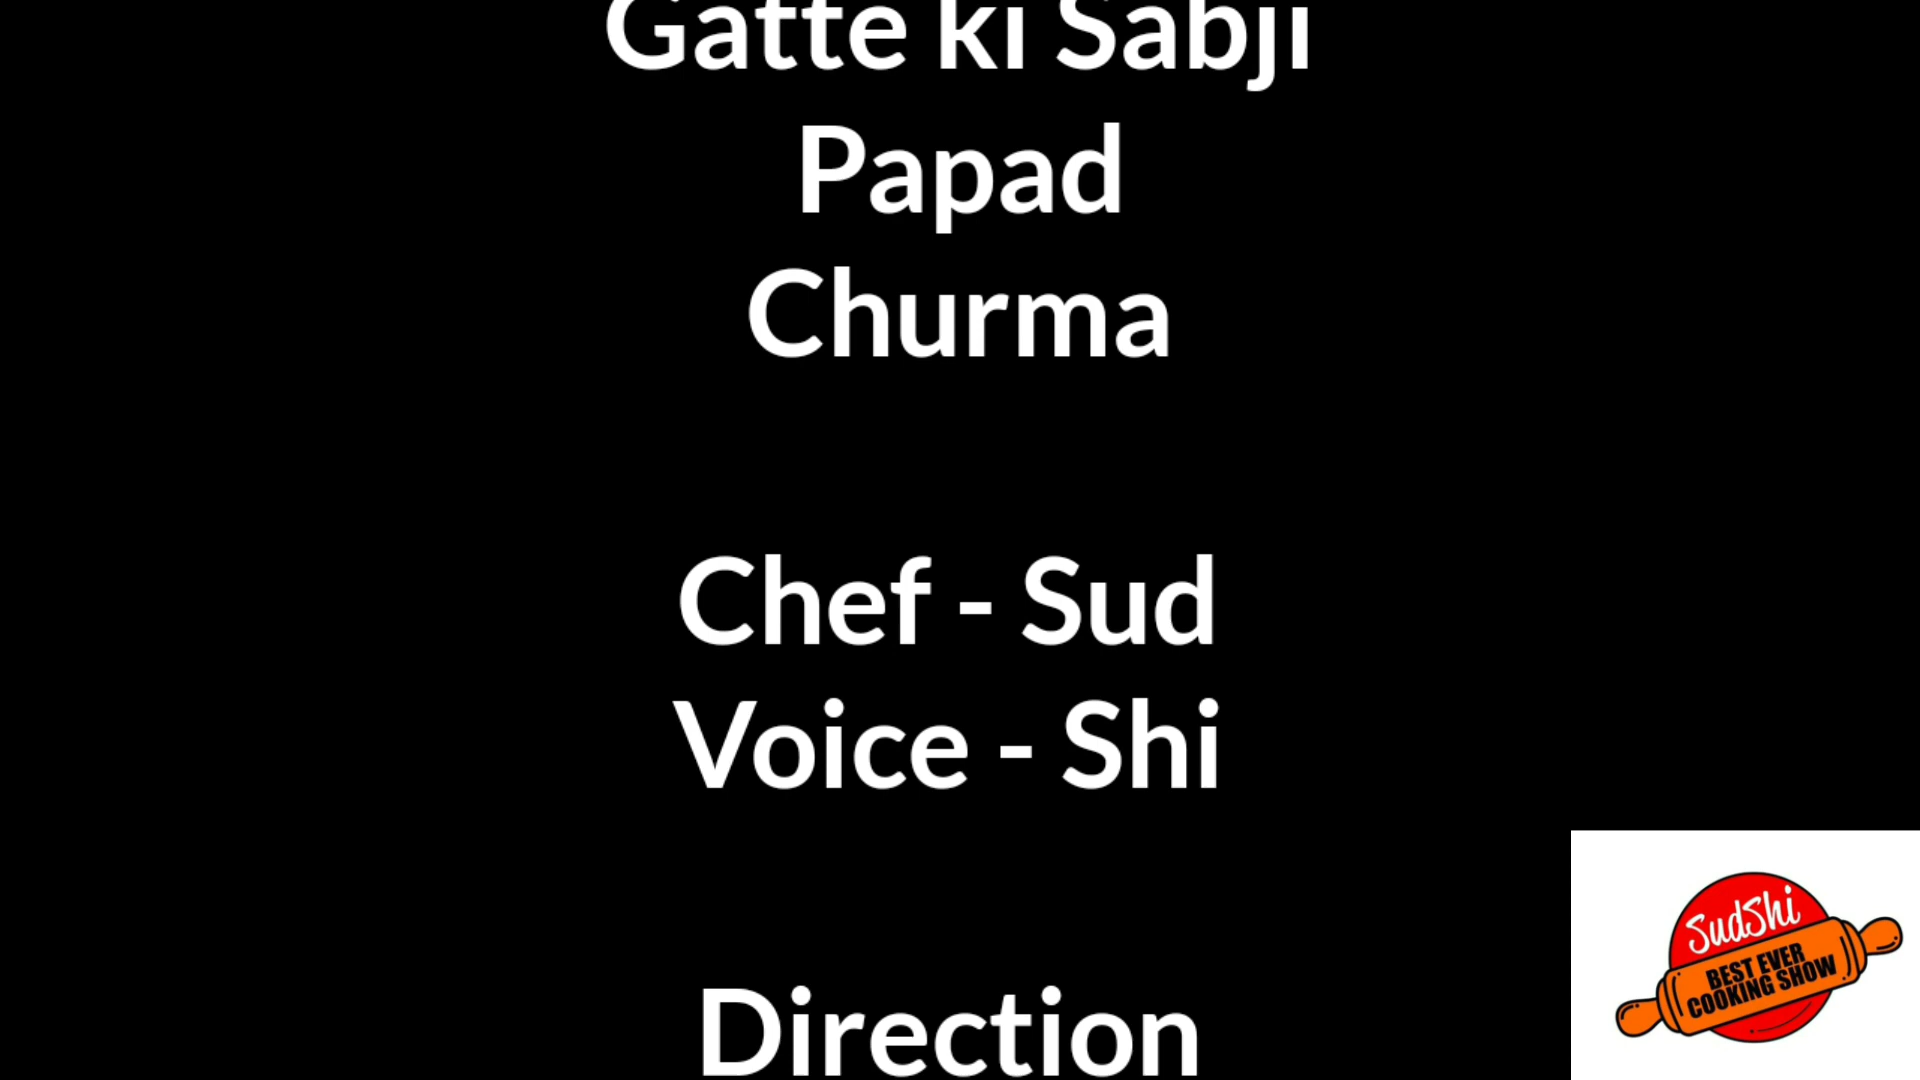 Gatte ki Sabji
Papad
Churma
Chef - Sud
Voice - Shi
Direction
SudShi
BEST EVER
COOKING SHOW